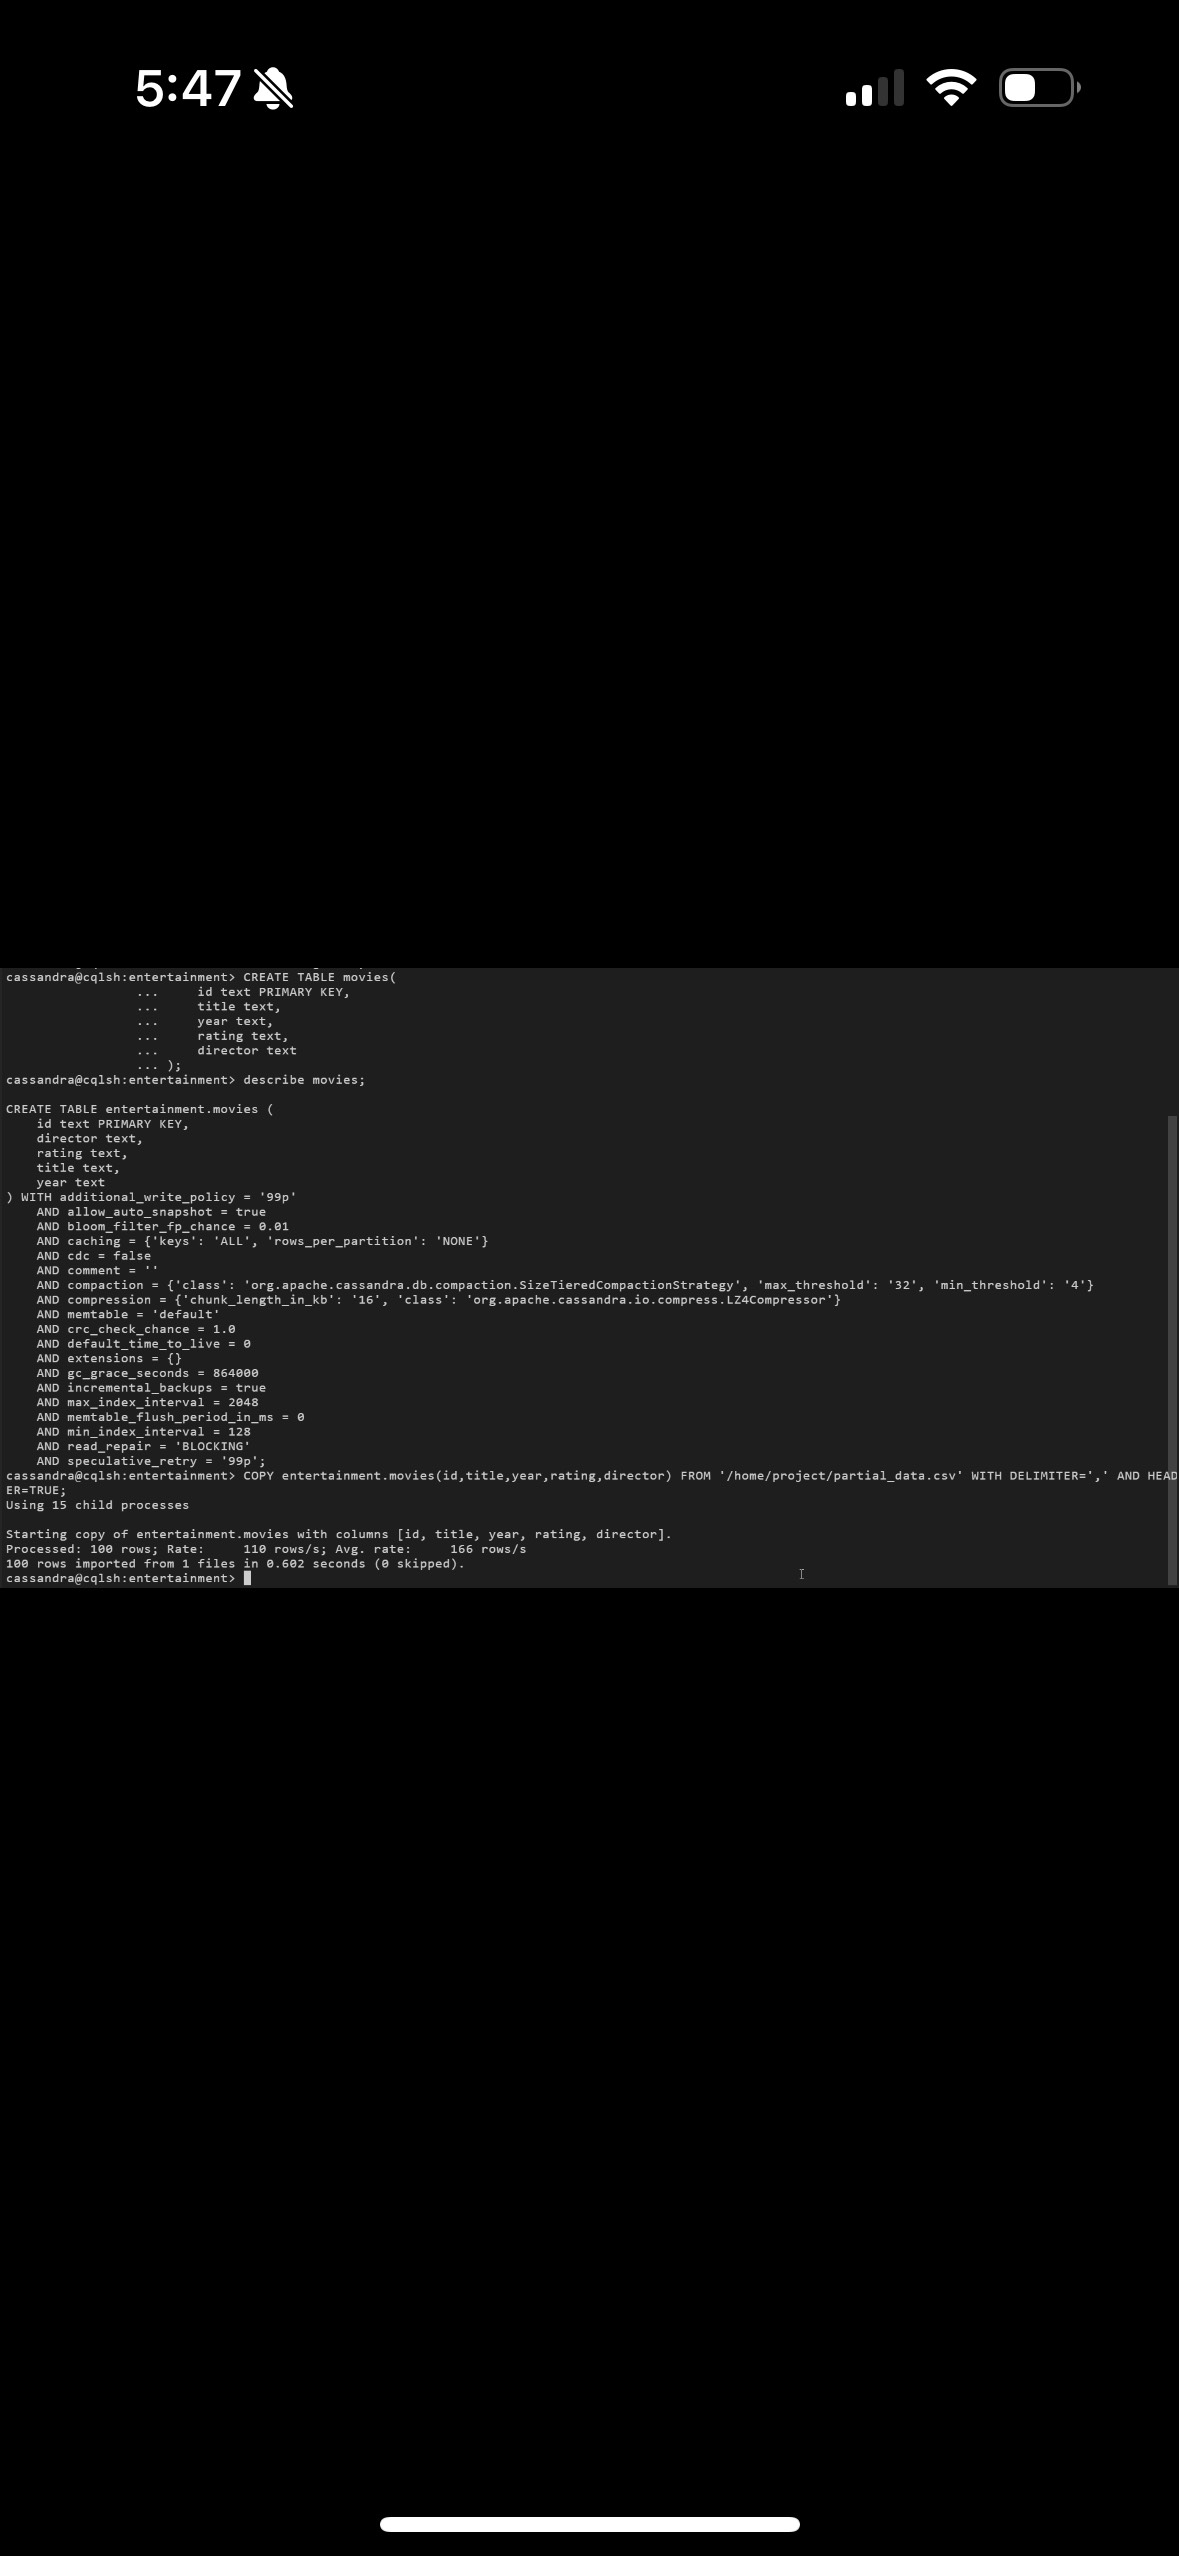 5:47
cassandra@cqlsh:entertainment> CREATE TABLE movies(
                 ...     id text PRIMARY KEY,
                 ...     title text,
                 ...     year text,
                 ...     rating text,
                 ...     director text
                 ... );
cassandra@cqlsh:entertainment> describe movies;

CREATE TABLE entertainment.movies (
    id text PRIMARY KEY,
    director text,
    rating text,
    title text,
    year text
) WITH additional_write_policy = '99p'
    AND allow_auto_snapshot = true
    AND bloom_filter_fp_chance = 0.01
    AND caching = {'keys': 'ALL', 'rows_per_partition': 'NONE'}
    AND cdc = false
    AND comment = ''
    AND compaction = {'class': 'org.apache.cassandra.db.compaction.SizeTieredCompactionStrategy', 'max_threshold': '32', 'min_threshold': '4'}
    AND compression = {'chunk_length_in_kb': '16', 'class': 'org.apache.cassandra.io.compress.LZ4Compressor'}
    AND memtable = 'default'
    AND crc_check_chance = 1.0
    AND default_time_to_live = 0
    AND extensions = {}
    AND gc_grace_seconds = 864000
    AND incremental_backups = true
    AND max_index_interval = 2048
    AND memtable_flush_period_in_ms = 0
    AND min_index_interval = 128
    AND read_repair = 'BLOCKING'
    AND speculative_retry = '99p';
cassandra@cqlsh:entertainment> COPY entertainment.movies(id,title,year,rating,director) FROM '/home/project/partial_data.csv' WITH DELIMITER=',' AND HEAD
ER=TRUE;
Using 15 child processes

Starting copy of entertainment.movies with columns [id, title, year, rating, director].
Processed: 100 rows; Rate:     110 rows/s; Avg. rate:     166 rows/s
100 rows imported from 1 files in 0.602 seconds (0 skipped).
cassandra@cqlsh:entertainment>